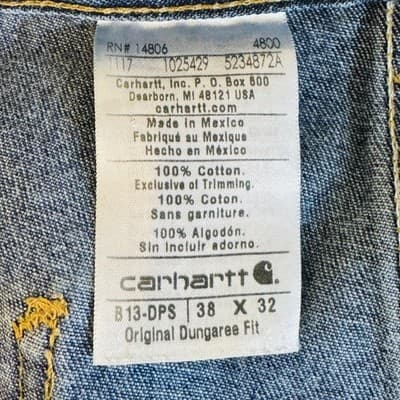 RN# 14806 4800
1117 1025429 5234872A
Carhartt, Inc. P. O. Box 600
Dearborn, MI 48121 USA
carhartt.com
Made in Mexico
Fabriqué au Mexique
Hecho en México
100% Cotton.
Exclusive of Trimming.
100% Coton.
Sans garniture.
100% Algodón.
Sin Incluir adorno.
carhartt
B13-DPS 38 X 32
Original Dungaree Fit